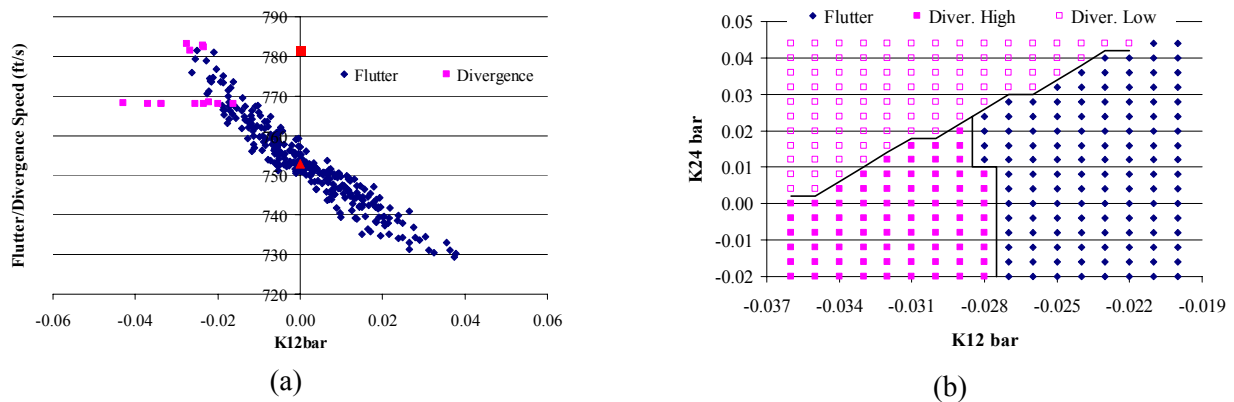 790
780
770
760
750
740
730
720
Flutter/Divergence Speed (ft/s)
Flutter
Divergence
-0.06
-0.04
-0.02
0.00
0.02
0.04
0.06
K12bar
(a)
Flutter
Diver. High
Diver. Low
0.05
0.04
0.03
0.02
0.01
0.00
-0.01
-0.02
K24 bar
-0.037
-0.034
-0.031
-0.028
-0.025
-0.022
-0.019
K12 bar
(b)